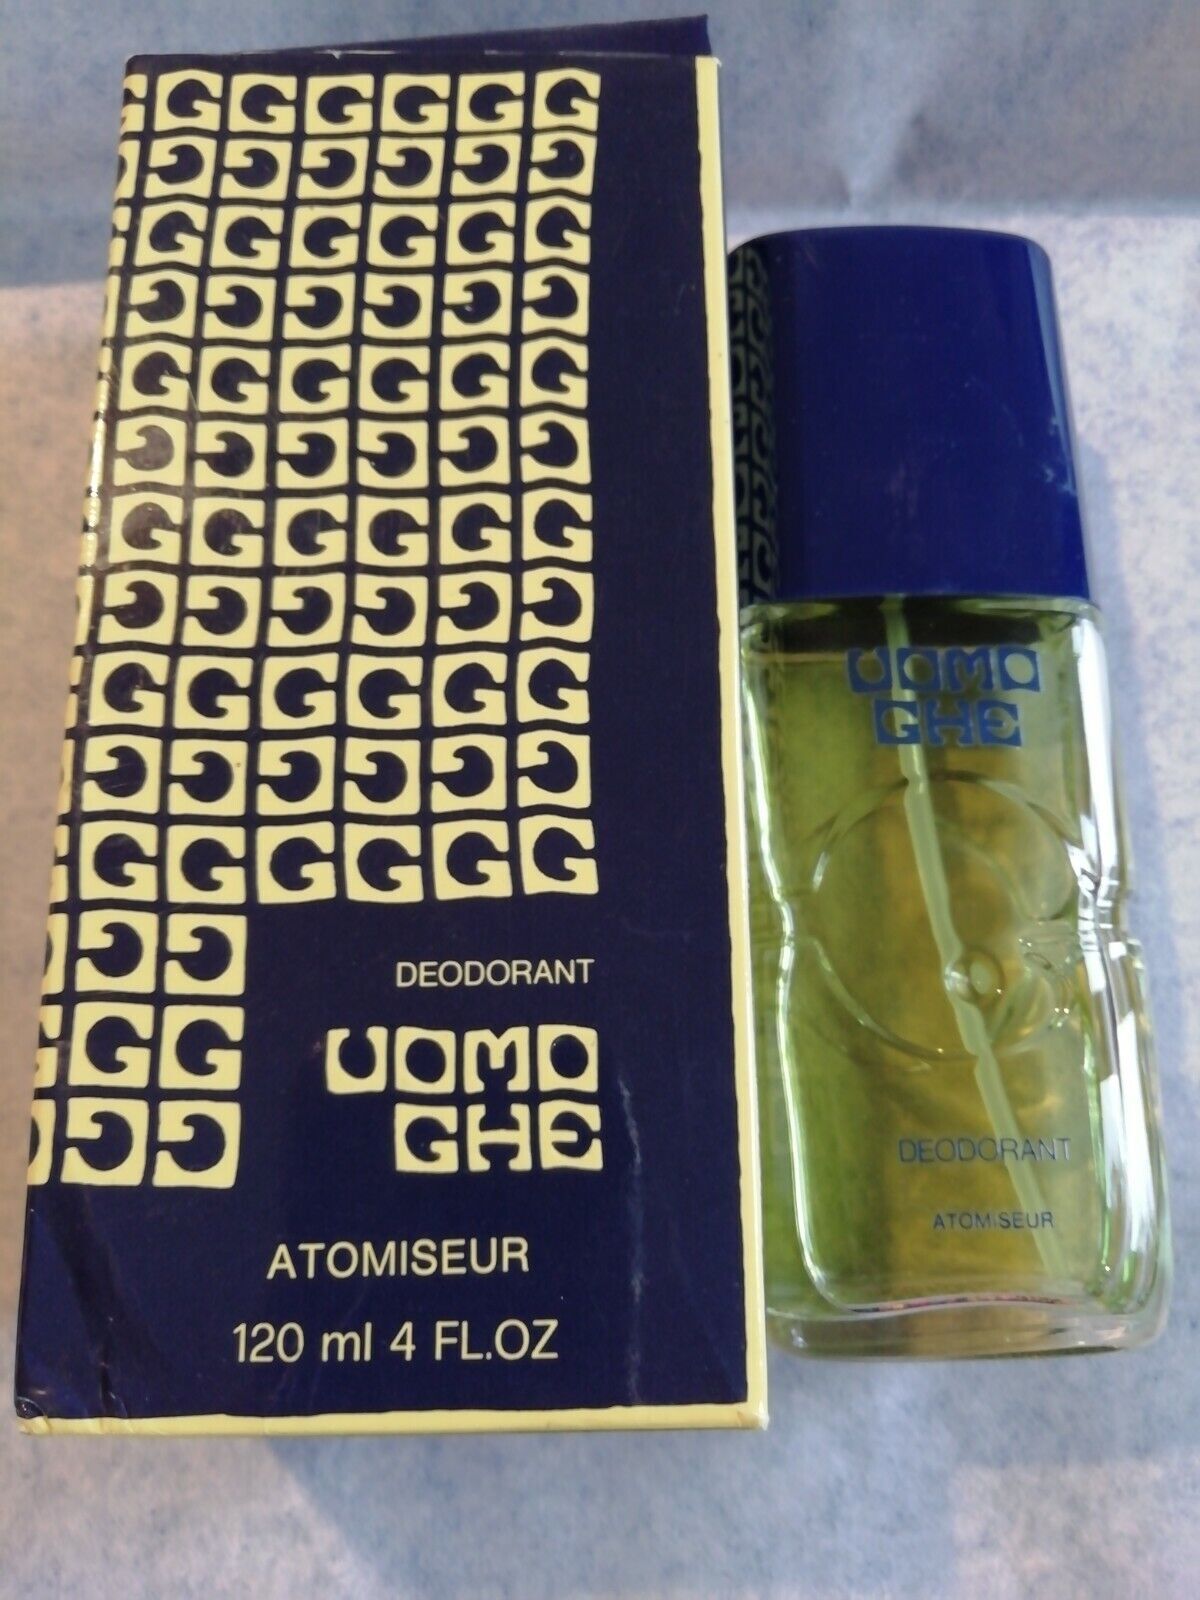 DEODORANT
UOMO
GHE
ATOMISEUR
120 ml 4 FL.OZ
UOMO
GHE
DEODORANT
ATOMISEUR